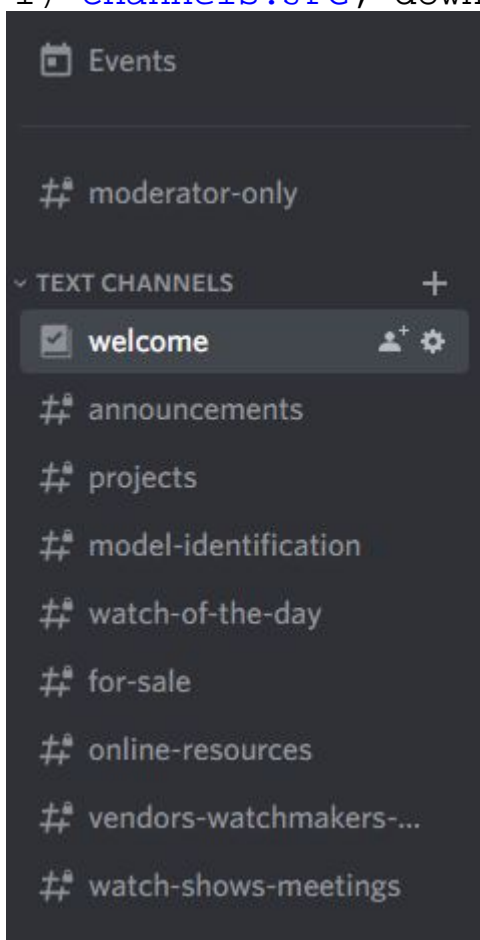 Events
moderator-only
TEXT CHANNELS
welcome
announcements
projects
model-identification
watch-of-the-day
for-sale
online-resources
vendors-watchmakers-...
watch-shows-meetings